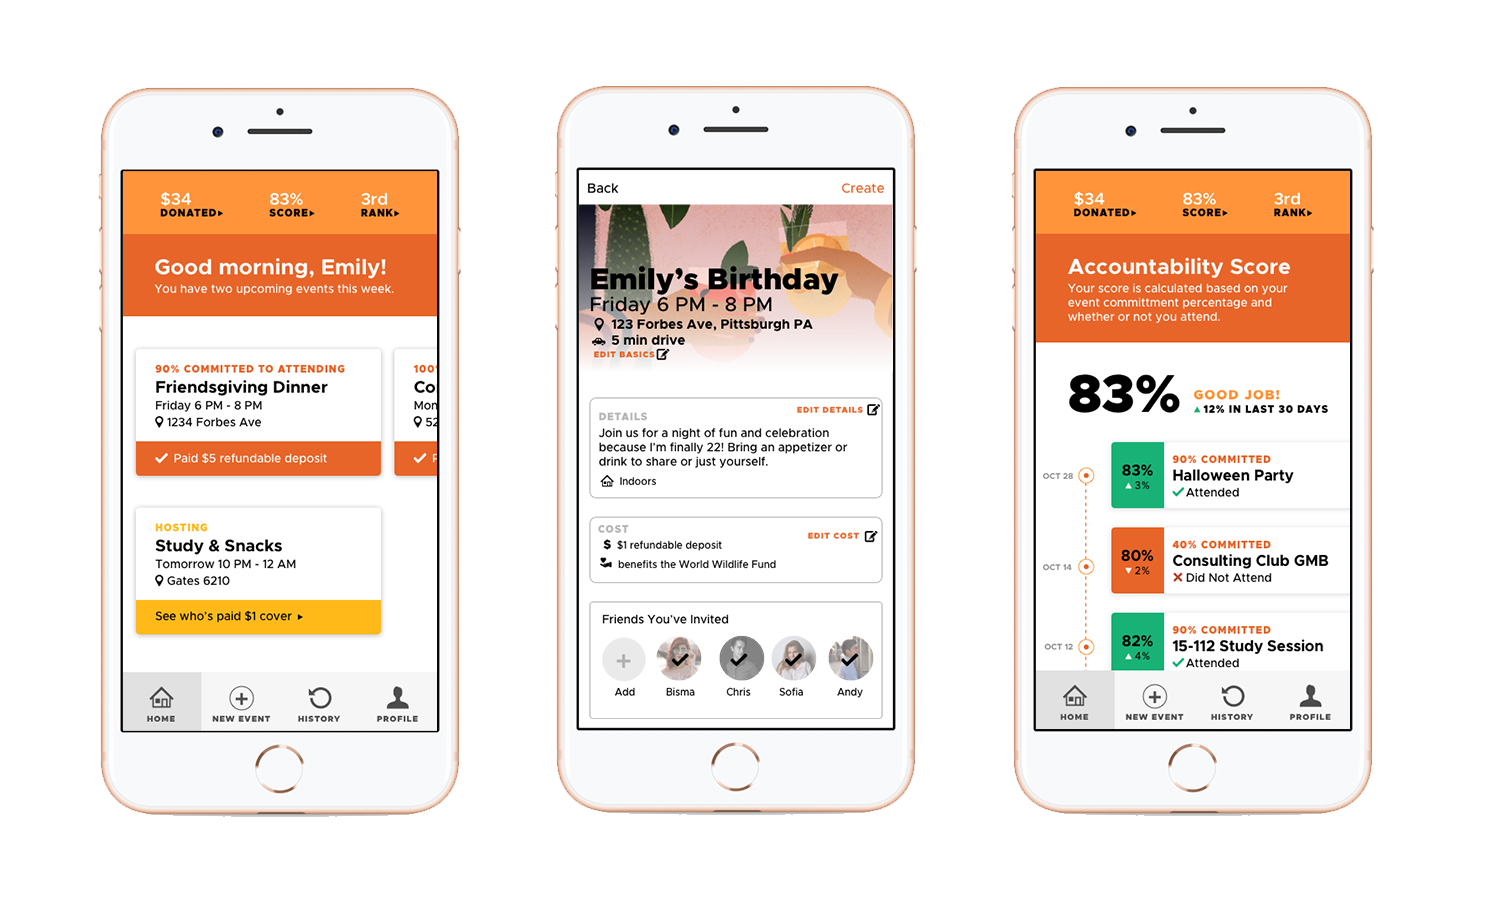 $34 83% 3rd
DONATED▸ SCORE▸ RANK▸
Good morning, Emily!
You have two upcoming events this week.
90% COMMITTED TO ATTENDING
Friendsgiving Dinner
Friday 6 PM - 8 PM
1234 Forbes Ave
Paid $5 refundable deposit
100
Co
Mon
52
HOSTING
Study & Snacks
Tomorrow 10 PM - 12 AM
Gates 6210
See who's paid $1 cover ▸
HOME NEW EVENT HISTORY PROFILE
Back Create
Emily's Birthday
Friday 6 PM - 8 PM
123 Forbes Ave, Pittsburgh PA
5 min drive
EDIT BASICS
DETAILS EDIT DETAILS
Join us for a night of fun and celebration
because I'm finally 22! Bring an appetizer or
drink to share or just yourself.
Indoors
COST EDIT COST
$ $1 refundable deposit
benefits the World Wildlife Fund
Friends You've Invited
Add Bisma Chris Sofia Andy
$34 83% 3rd
DONATED▸ SCORE▸ RANK▸
Accountability Score
Your score is calculated based on your
event committment percentage and
whether or not you attend.
83% GOOD JOB!
▲ 12% IN LAST 30 DAYS
OCT 28
83%
▲ 3%
90% COMMITTED
Halloween Party
Attended
OCT 14
80%
▼ 2%
40% COMMITTED
Consulting Club GMB
Did Not Attend
OCT 12
82%
▲ 4%
90% COMMITTED
15-112 Study Session
Attended
HOME NEW EVENT HISTORY PROFILE